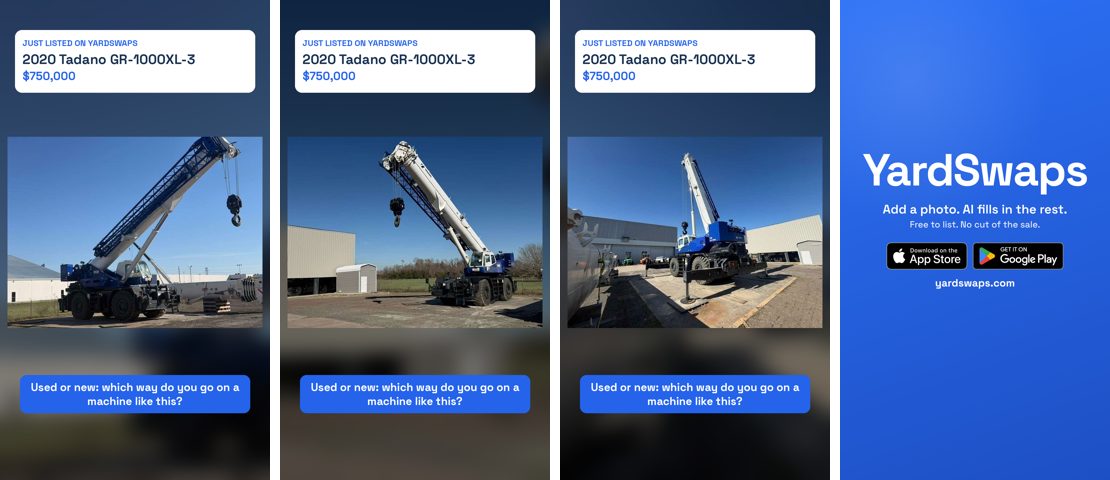 JUST LISTED ON YARDSWAPS
2020 Tadano GR-1000XL-3
$750,000
Used or new: which way do you go on a
machine like this?
JUST LISTED ON YARDSWAPS
2020 Tadano GR-1000XL-3
$750,000
Used or new: which way do you go on a
machine like this?
JUST LISTED ON YARDSWAPS
2020 Tadano GR-1000XL-3
$750,000
Used or new: which way do you go on a
machine like this?
YardSwaps
Add a photo. AI fills in the rest.
Free to list. No cut of the sale.
Download on the
App Store
GET IT ON
Google Play
yardswaps.com